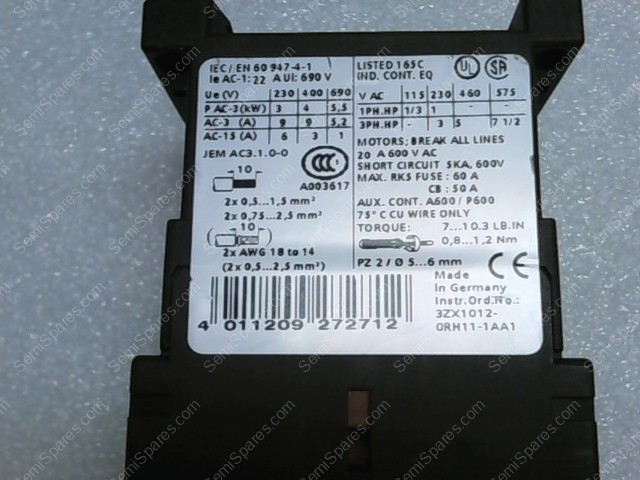 IEC/ EN 60 947-4-1
Ie AC-1: 22 A UI: 690 V
Ue (V) 230 400 690
P AC-3 (kW) 3 4 5,5
AC-3 (A) 9 9 5,2
AC-15 (A) 6 3 1
JEM AC3.1.0-0
CCC
A003617
10
2x 0,5...1,5 mm²
2x 0,75...2,5 mm²
10
2x AWG 18 to 14
(2x 0,5...2,5 mm²)
4 011209 272712
LISTED 165C
IND. CONT. EQ
UL
SA
V AC 115 230 460 575
1PH.HP 1/3 1 - -
3PH.HP - 3 5 7 1/2
MOTORS; BREAK ALL LINES
20 A 600 V AC
SHORT CIRCUIT 5KA, 600V
MAX. RK5 FUSE : 60 A
CB : 50 A
AUX. CONT. A600 / P600
75°C CU WIRE ONLY
TORQUE: 7...10.3 LB.IN
0,8...1,2 Nm
PZ 2 / Ø 5...6 mm
Made
In Germany
Instr.Ord.No.:
3ZX1012-
0RH11-1AA1
CE
SemiSpares.com